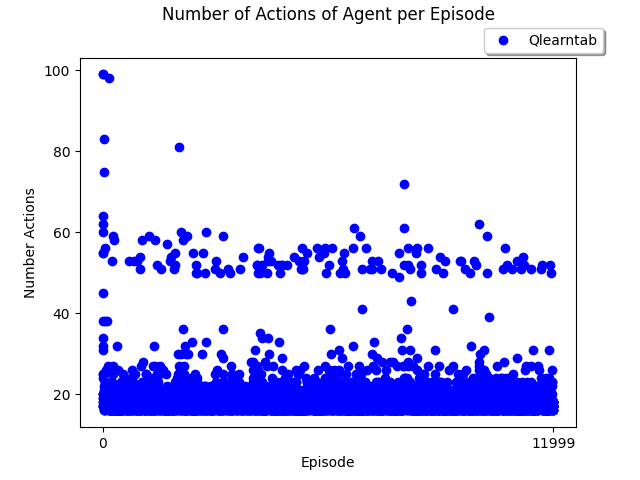 Number of Actions of Agent per Episode
Qlearntab
100
80
60
40
20
Number Actions
0
11999
Episode